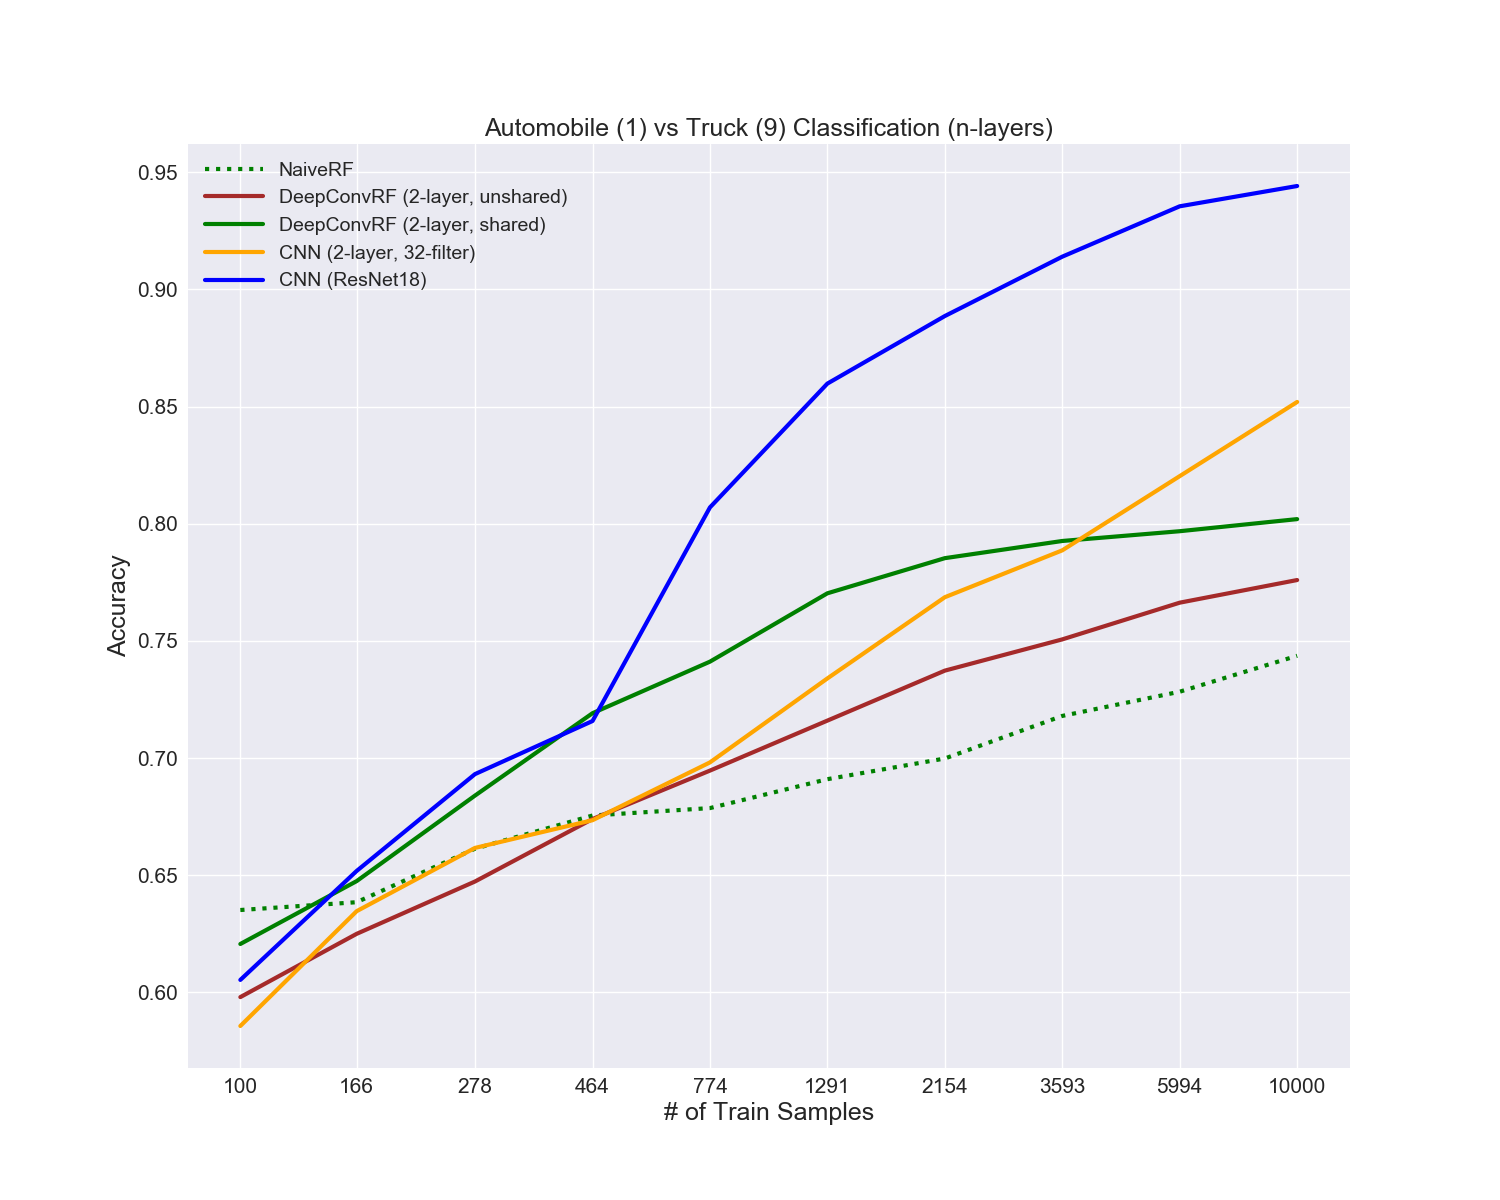 Automobile (1) vs Truck (9) Classification (n-layers)
NaiveRF
DeepConvRF (2-layer, unshared)
DeepConvRF (2-layer, shared)
CNN (2-layer, 32-filter)
CNN (ResNet18)
0.95
0.90
0.85
0.80
0.75
0.70
0.65
0.60
Accuracy
100 166 278 464 774 1291 2154 3593 5994 10000
# of Train Samples